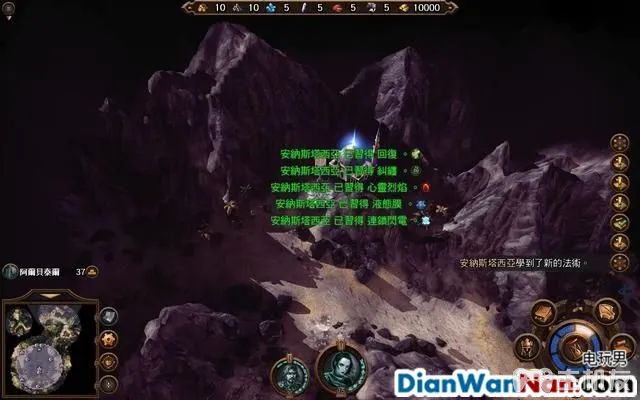 10 10 5 5 5 5 10000
安納斯塔西亞 已習得 回復。
安納斯塔西亞 已習得 糾纏。
安納斯塔西亞 已習得 心靈烈焰。
安納斯塔西亞 已習得 液態膜。
安納斯塔西亞 已習得 連鎖閃電。
安納斯塔西亞學到了新的法術。
阿爾貝泰爾 37
电玩男
DianWanNan.com